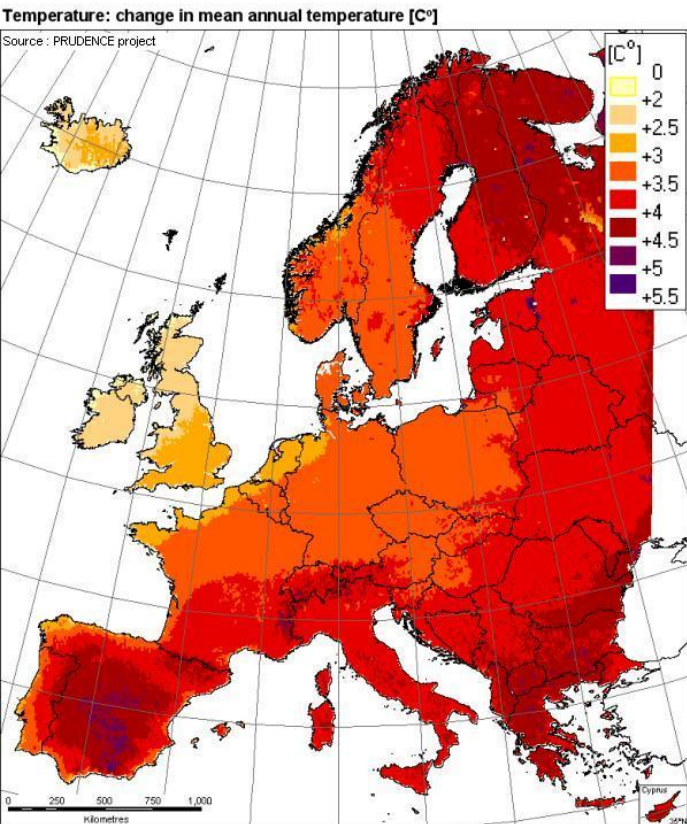 Temperature: change in mean annual temperature [Cº]
Source : PRUDENCE project
[C°]
0
+2
+2.5
+3
+3.5
+4
+4.5
+5
+5.5
0 250 500 750 1,000
Kilometres
Cyprus
35°N